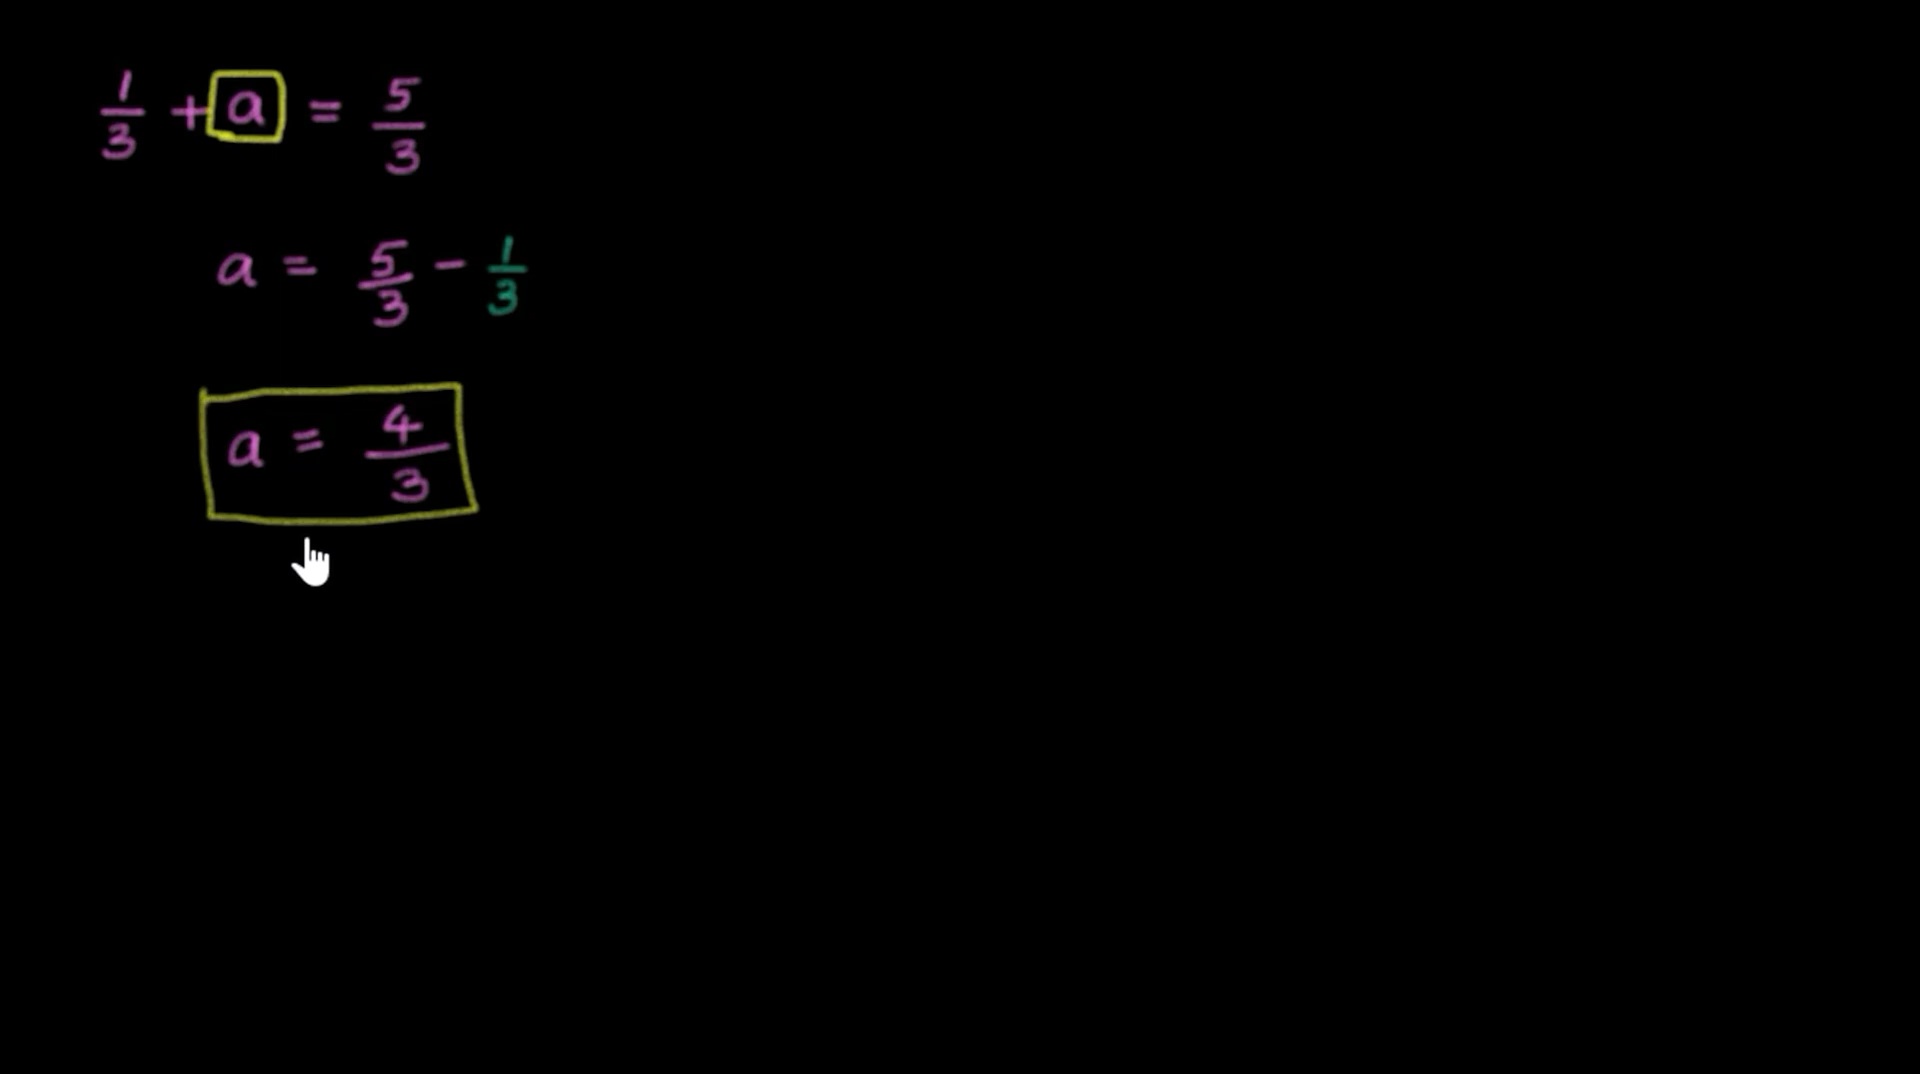 1/3 + a = 5/3
a = 5/3 - 1/3
a = 4/3